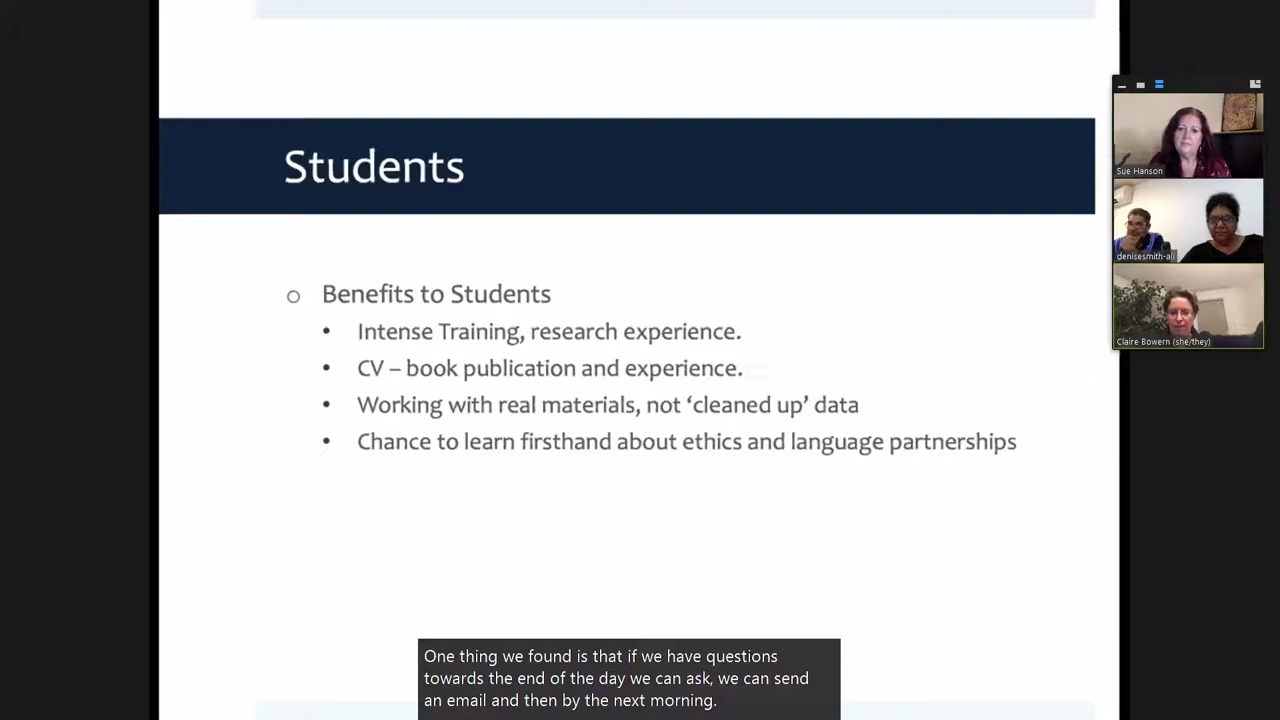 Students
Benefits to Students
Intense Training, research experience.
CV – book publication and experience.
Working with real materials, not ‘cleaned up’ data
Chance to learn firsthand about ethics and language partnerships
Sue Hanson
denisesmith-ali
Claire Bowern (she/they)
One thing we found is that if we have questions
towards the end of the day we can ask, we can send
an email and then by the next morning.